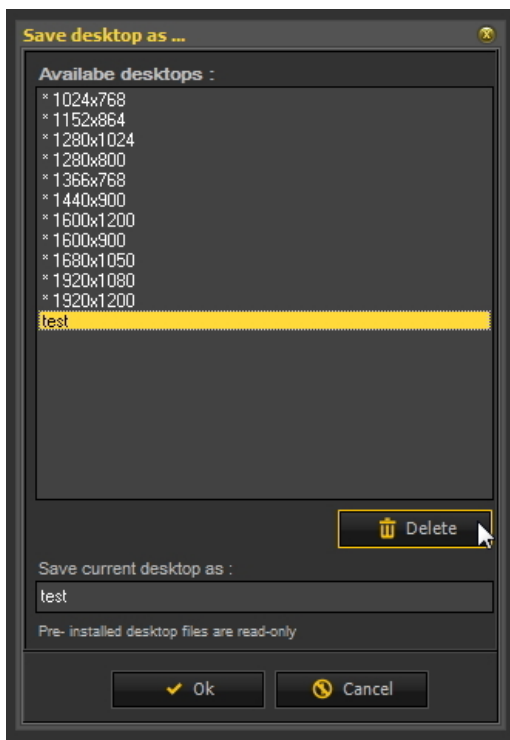 Save desktop as ...
Availabe desktops :
* 1024x768
* 1152x864
* 1280x1024
* 1280x800
* 1366x768
* 1440x900
* 1600x1200
* 1600x900
* 1680x1050
* 1920x1080
* 1920x1200
test
Delete
Save current desktop as :
test
Pre- installed desktop files are read-only
Ok Cancel